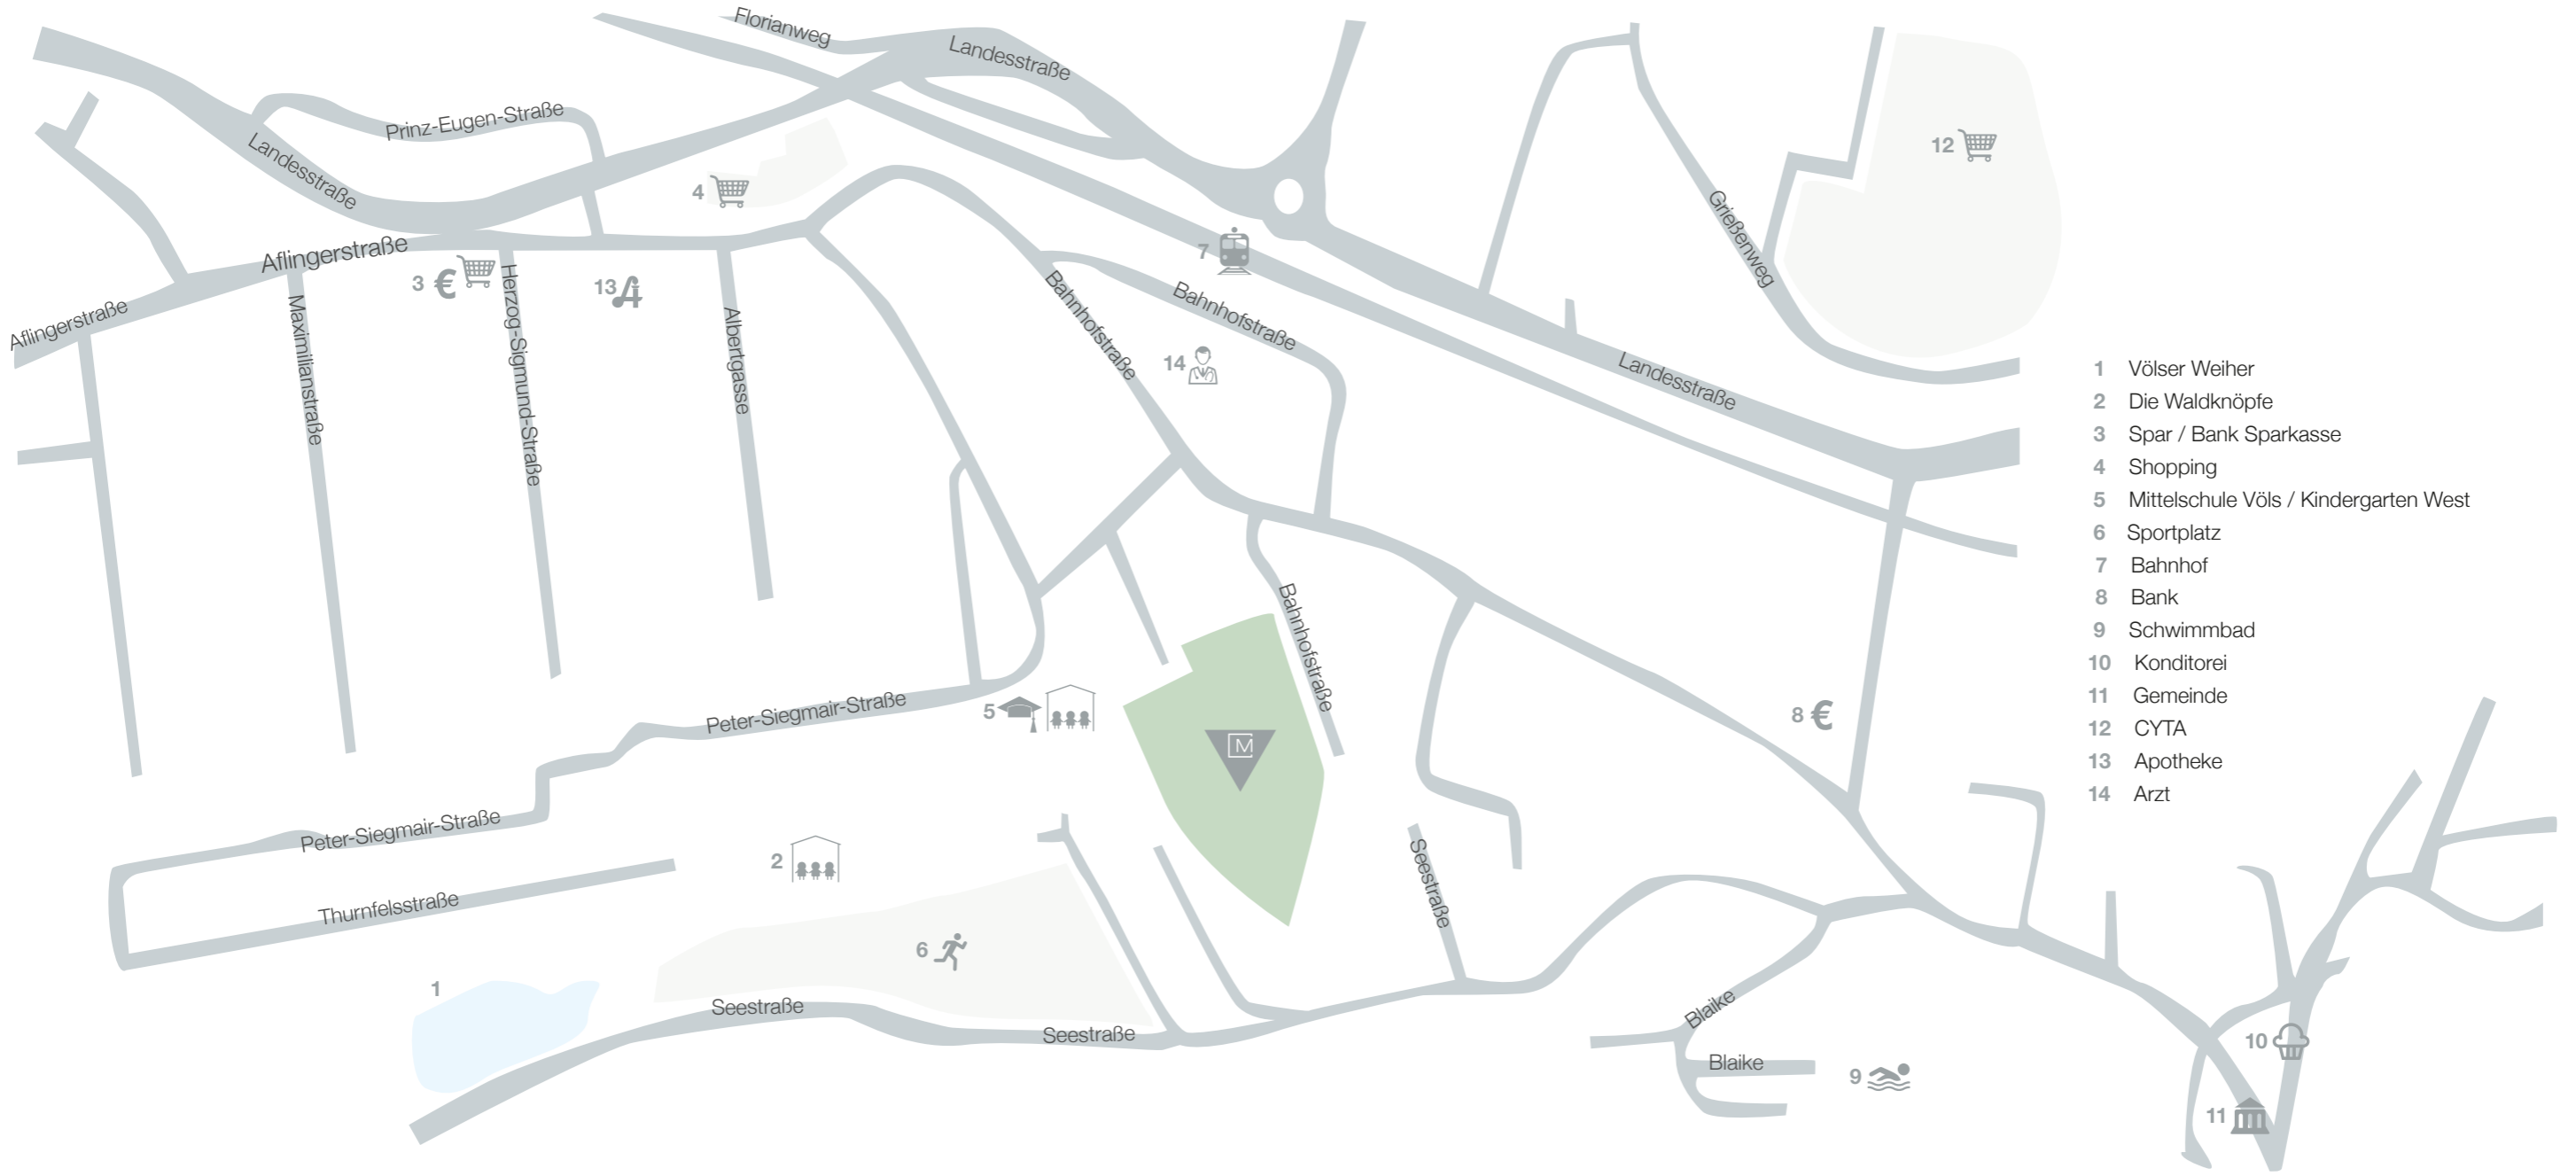 Florianweg
Landesstraße
Prinz-Eugen-Straße
Landesstraße
12
4
Grießenweg
Aflingerstraße
7
3 €
Herzog-Sigmund-Straße
13
Bahnhofstraße
Bahnhofstraße
Aflingerstraße
Maximilianstraße
Albertgasse
14
Landesstraße
1 Völser Weiher
2 Die Waldknöpfe
3 Spar / Bank Sparkasse
4 Shopping
5 Mittelschule Völs / Kindergarten West
6 Sportplatz
7 Bahnhof
8 Bank
9 Schwimmbad
10 Konditorei
11 Gemeinde
12 CYTA
13 Apotheke
14 Arzt
Bahnhofstraße
Peter-Siegmair-Straße
5
8 €
M
Peter-Siegmair-Straße
2
Seestraße
Thurnfelsstraße
6
1
Seestraße
Seestraße
Blaike
Blaike
9
10
11